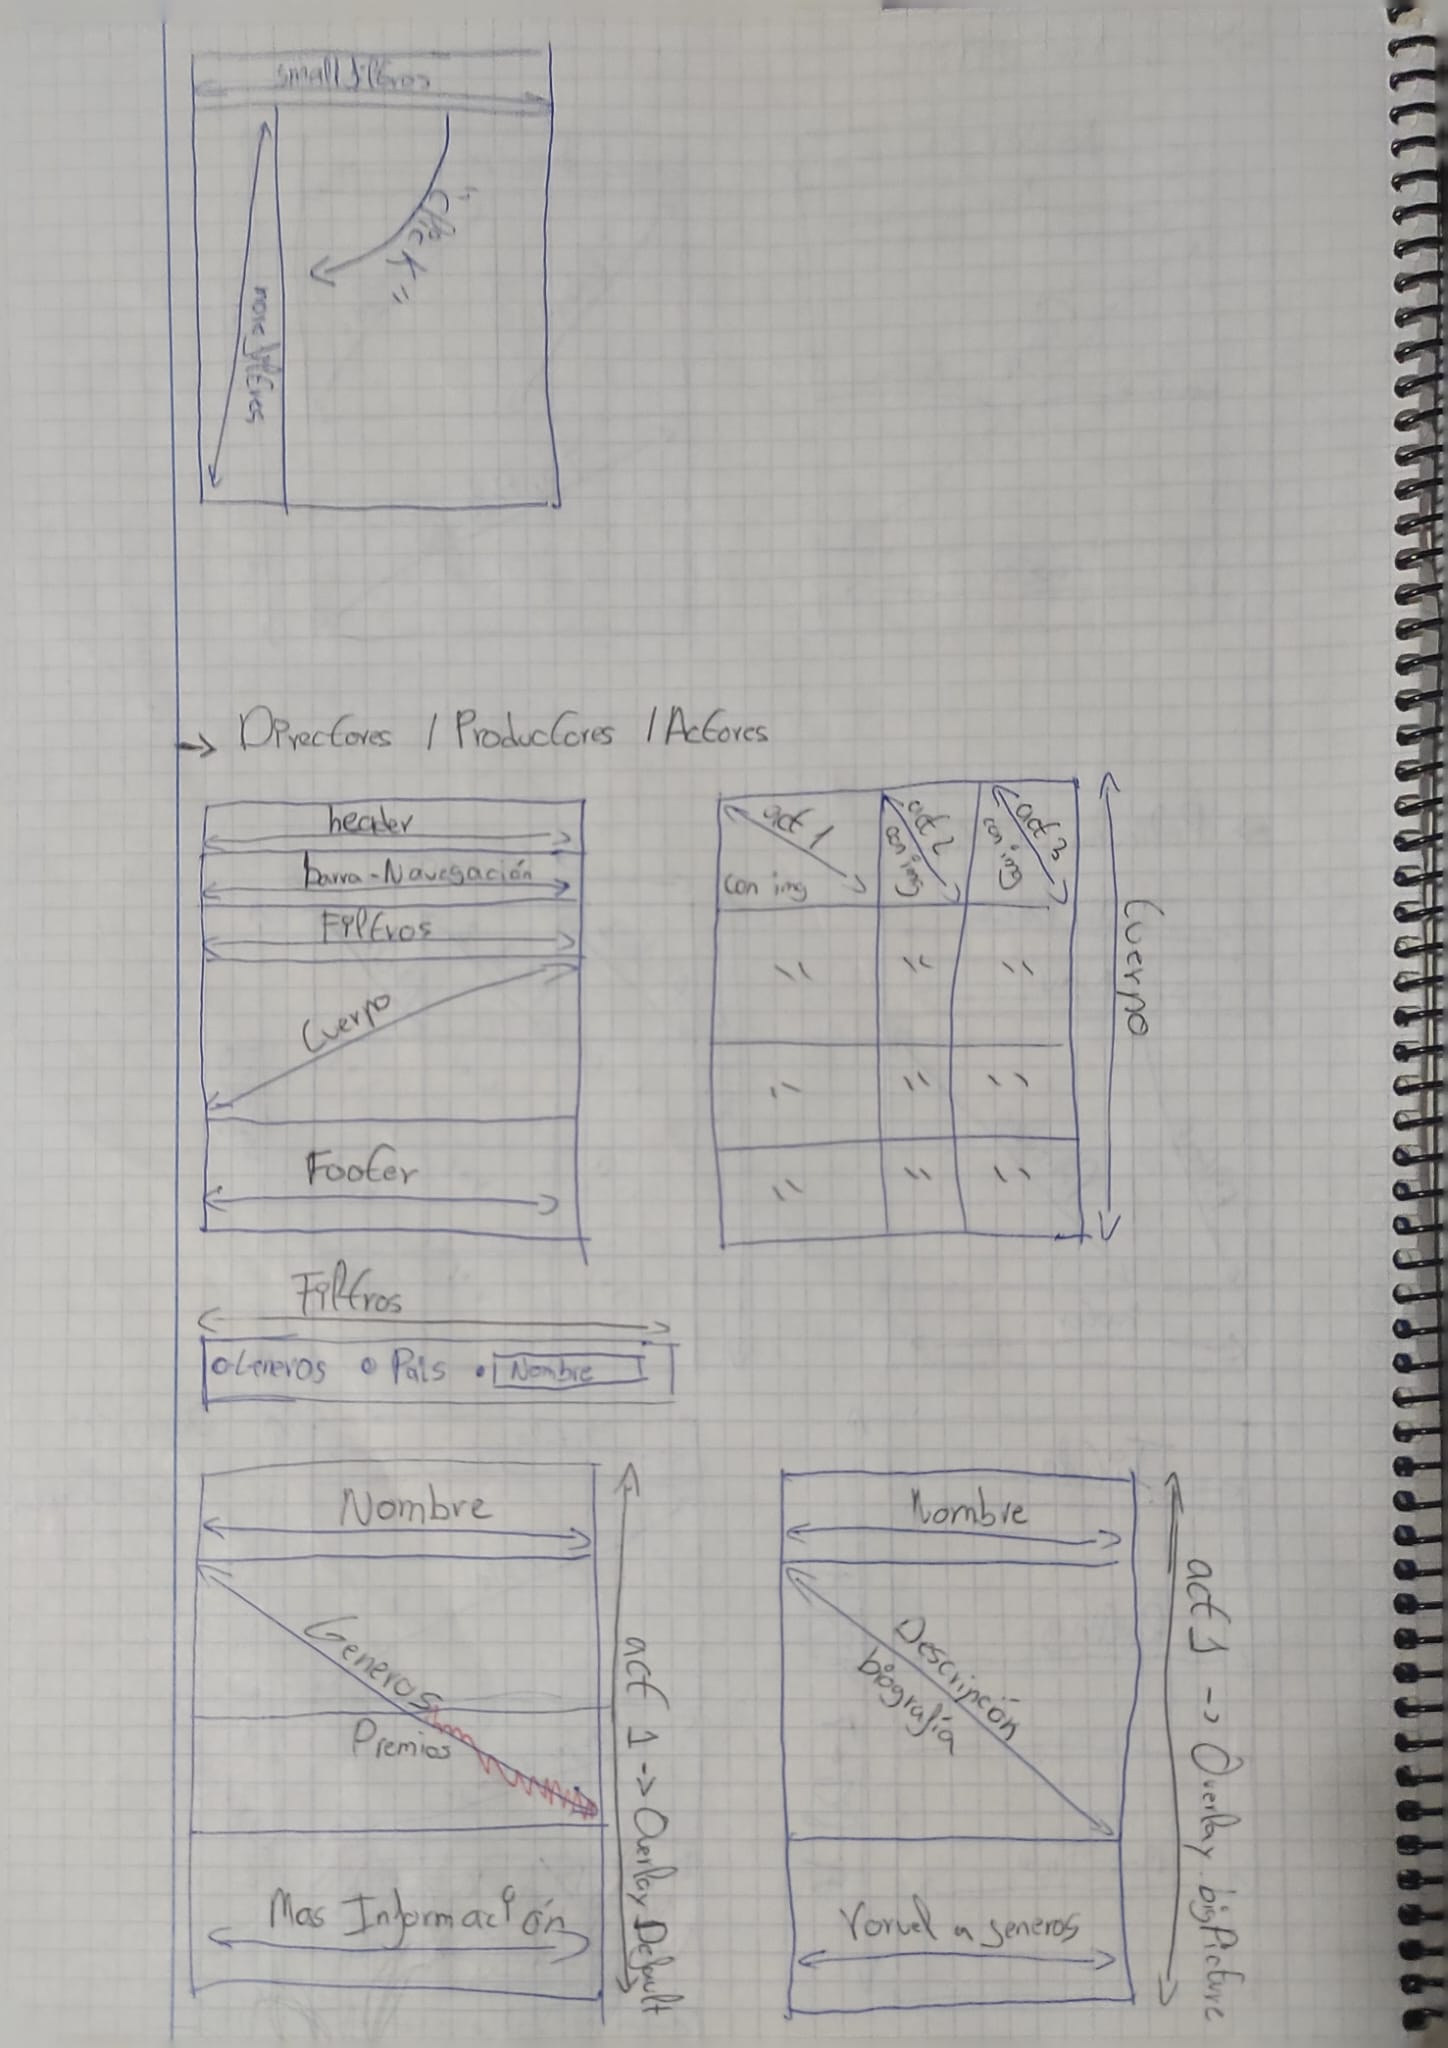 small filtros
click
more filtros
→ Directores / Productores / Actores
header
barra-Navegación
Filtros
Cuerpo
Footer
act 1
con img
act 2
con img
act 3
con img
Cuerpo
" " "
" " "
" " "
Filtros
Generos Pais Nombre
Nombre
Generos
Premios
Mas Información
act 1 -> Overlay Default
Nombre
Descripción
biografía
a generos
act 1 -> Overlay bigPicture